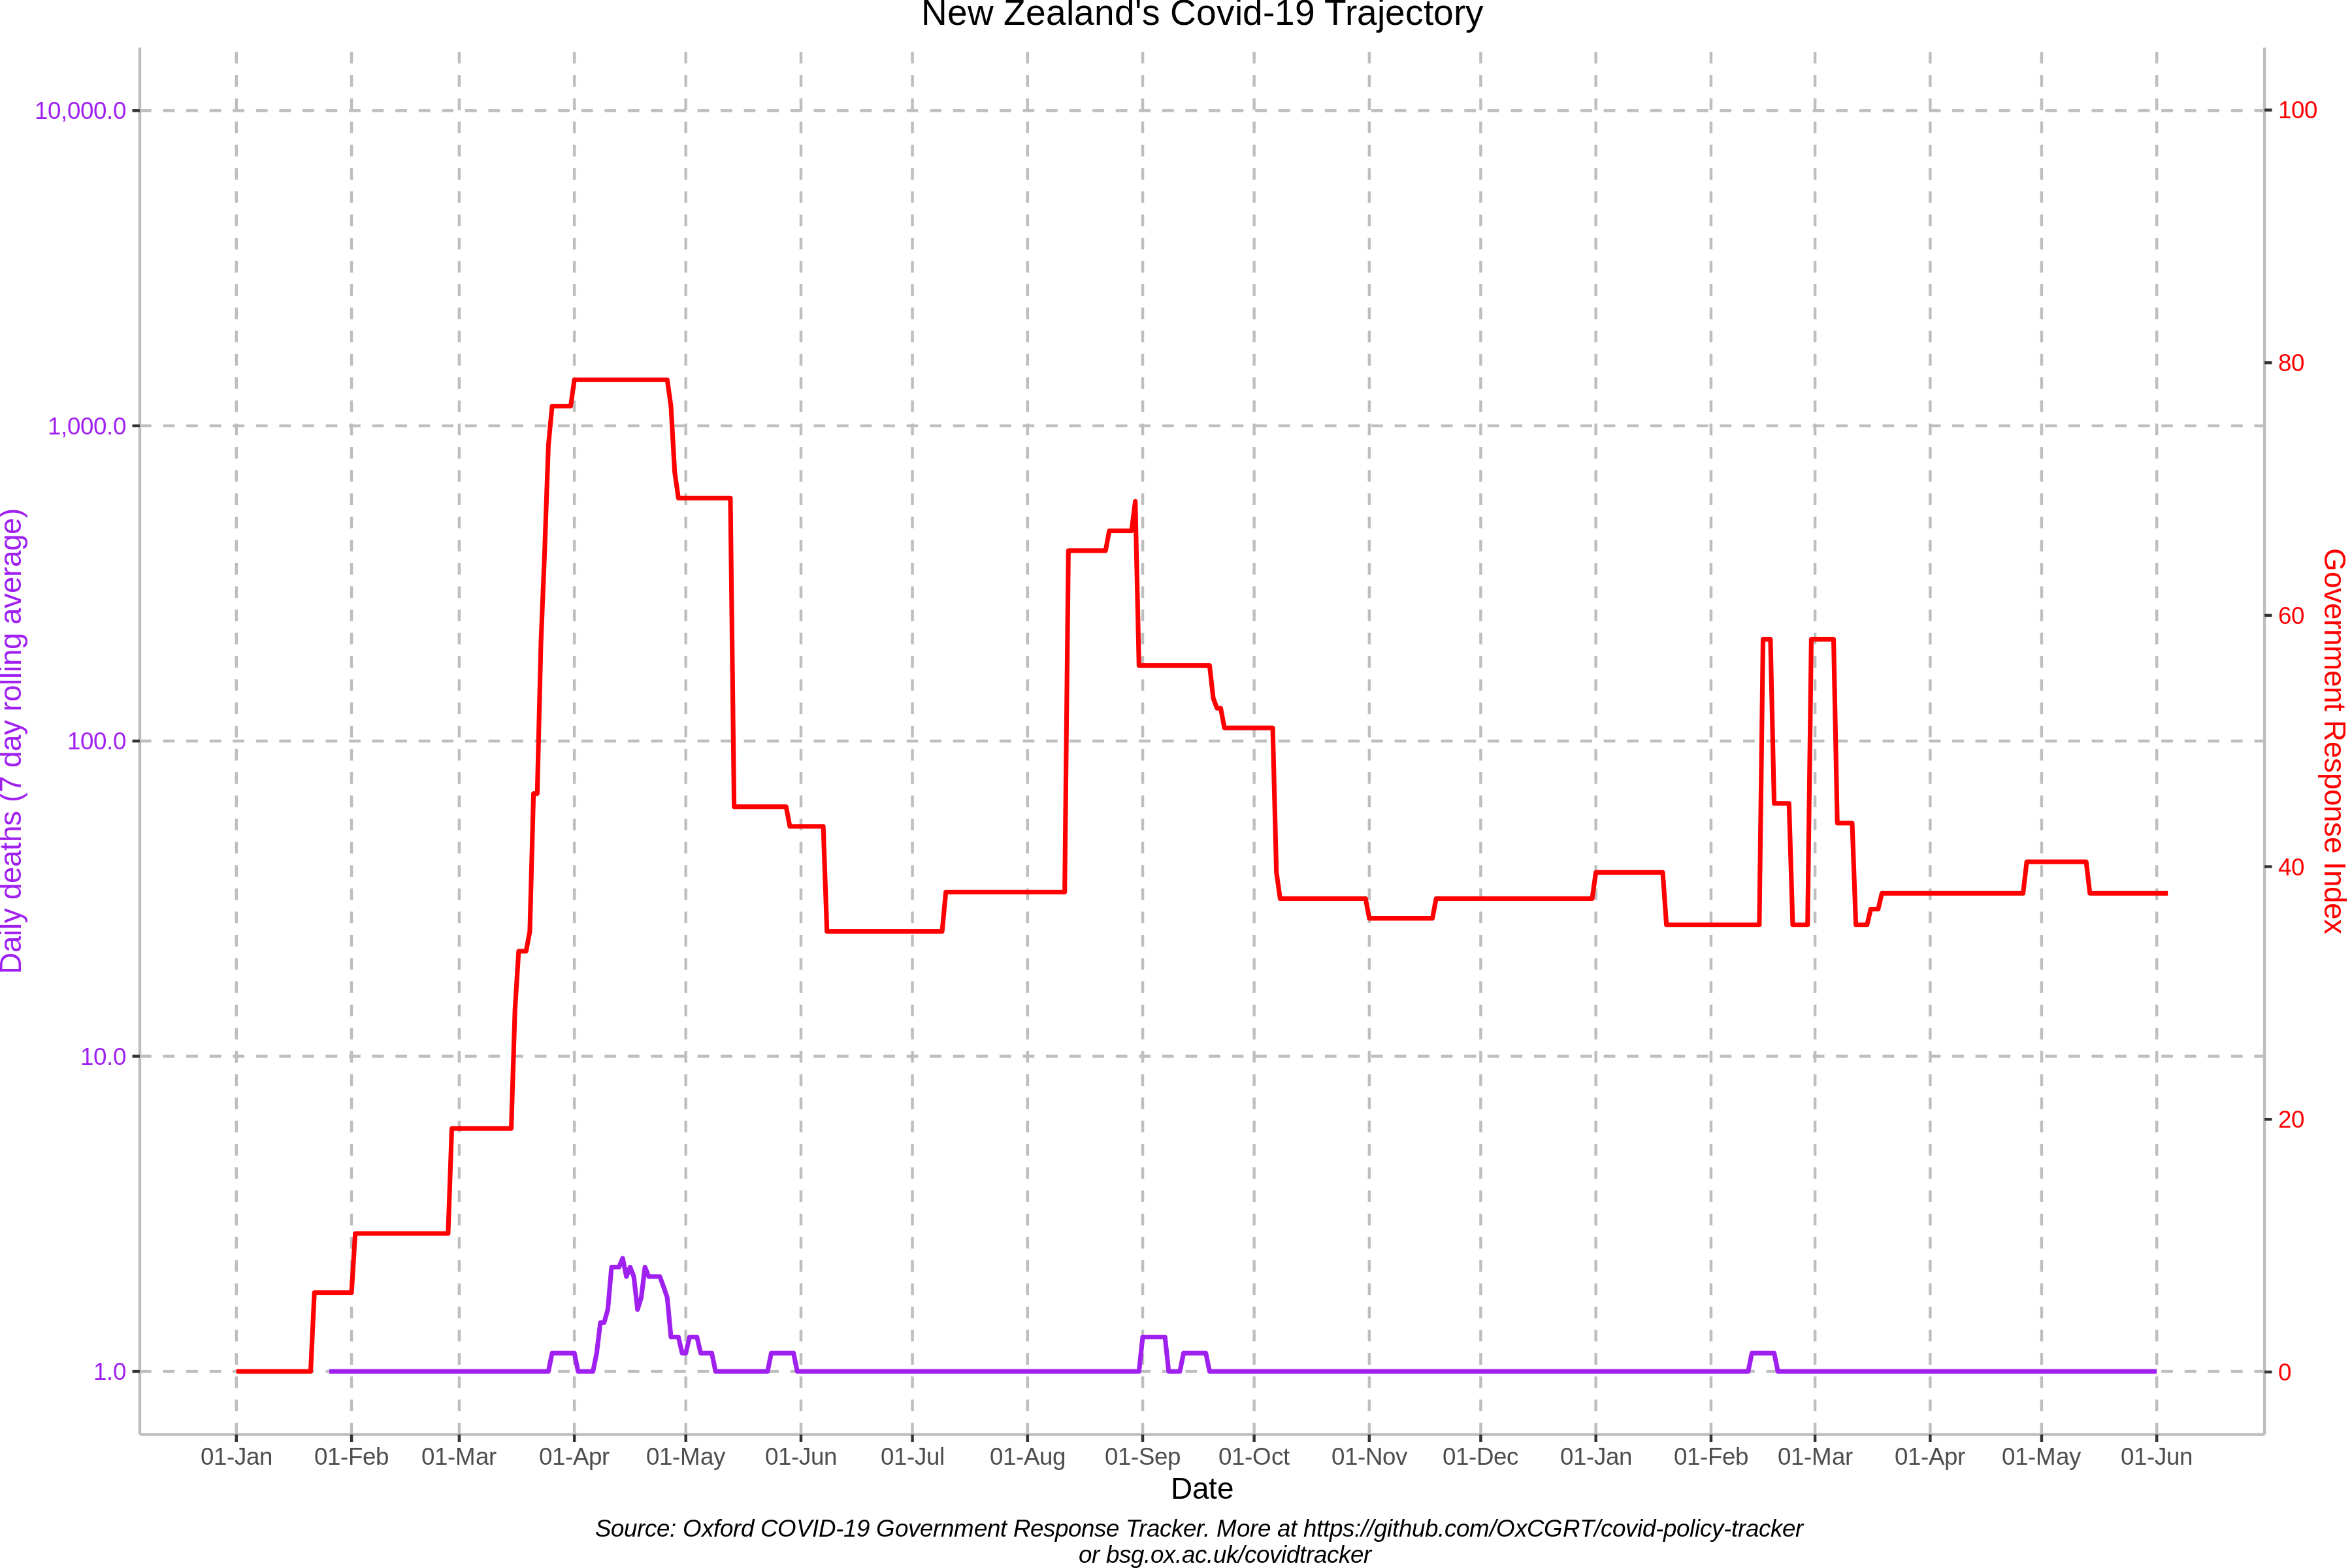 New Zealand's Covid-19 Trajectory
10,000.0
1,000.0
100.0
10.0
1.0
Daily deaths (7 day rolling average)
100
80
60
40
20
0
Government Response Index
01-Jan 01-Feb 01-Mar 01-Apr 01-May 01-Jun 01-Jul 01-Aug 01-Sep 01-Oct 01-Nov 01-Dec 01-Jan 01-Feb 01-Mar 01-Apr 01-May 01-Jun
Date
Source: Oxford COVID-19 Government Response Tracker. More at https://github.com/OxCGRT/covid-policy-tracker
or bsg.ox.ac.uk/covidtracker